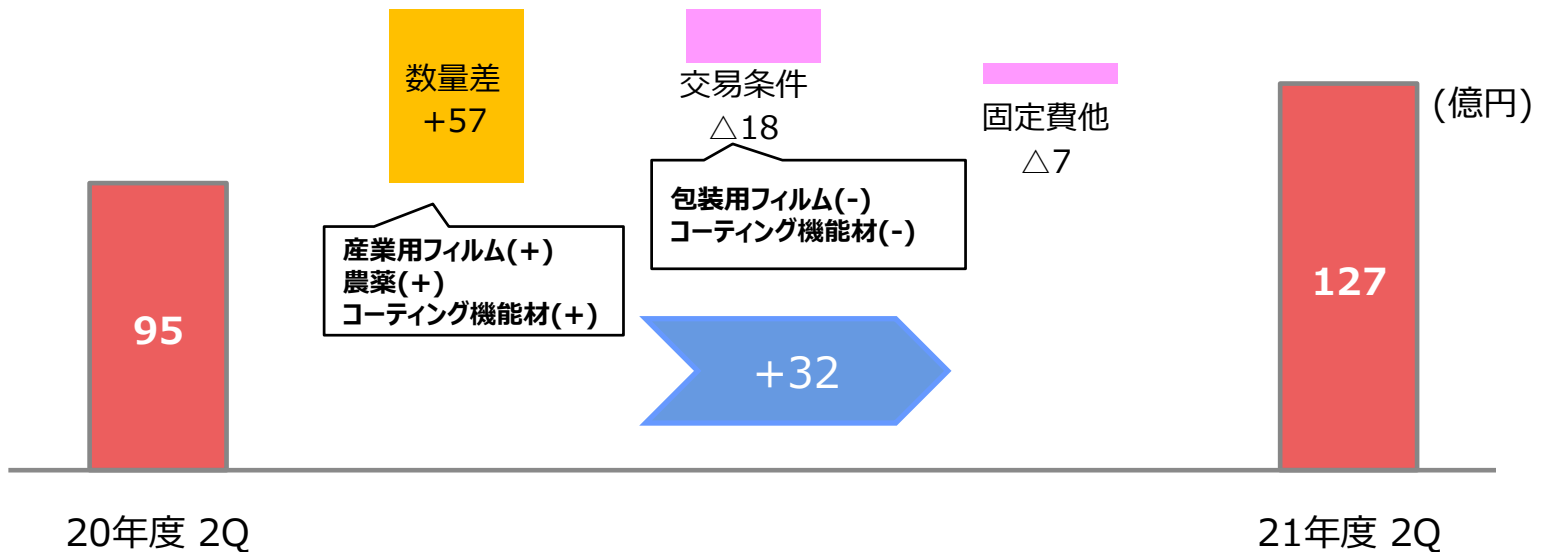 数量差
+57
交易条件
△18
固定費他
△7
(億円)
包装用フィルム(-)
コーティング機能材(-)
産業用フィルム(+)
農薬(+)
コーティング機能材(+)
95
+32
127
20年度 2Q
21年度 2Q